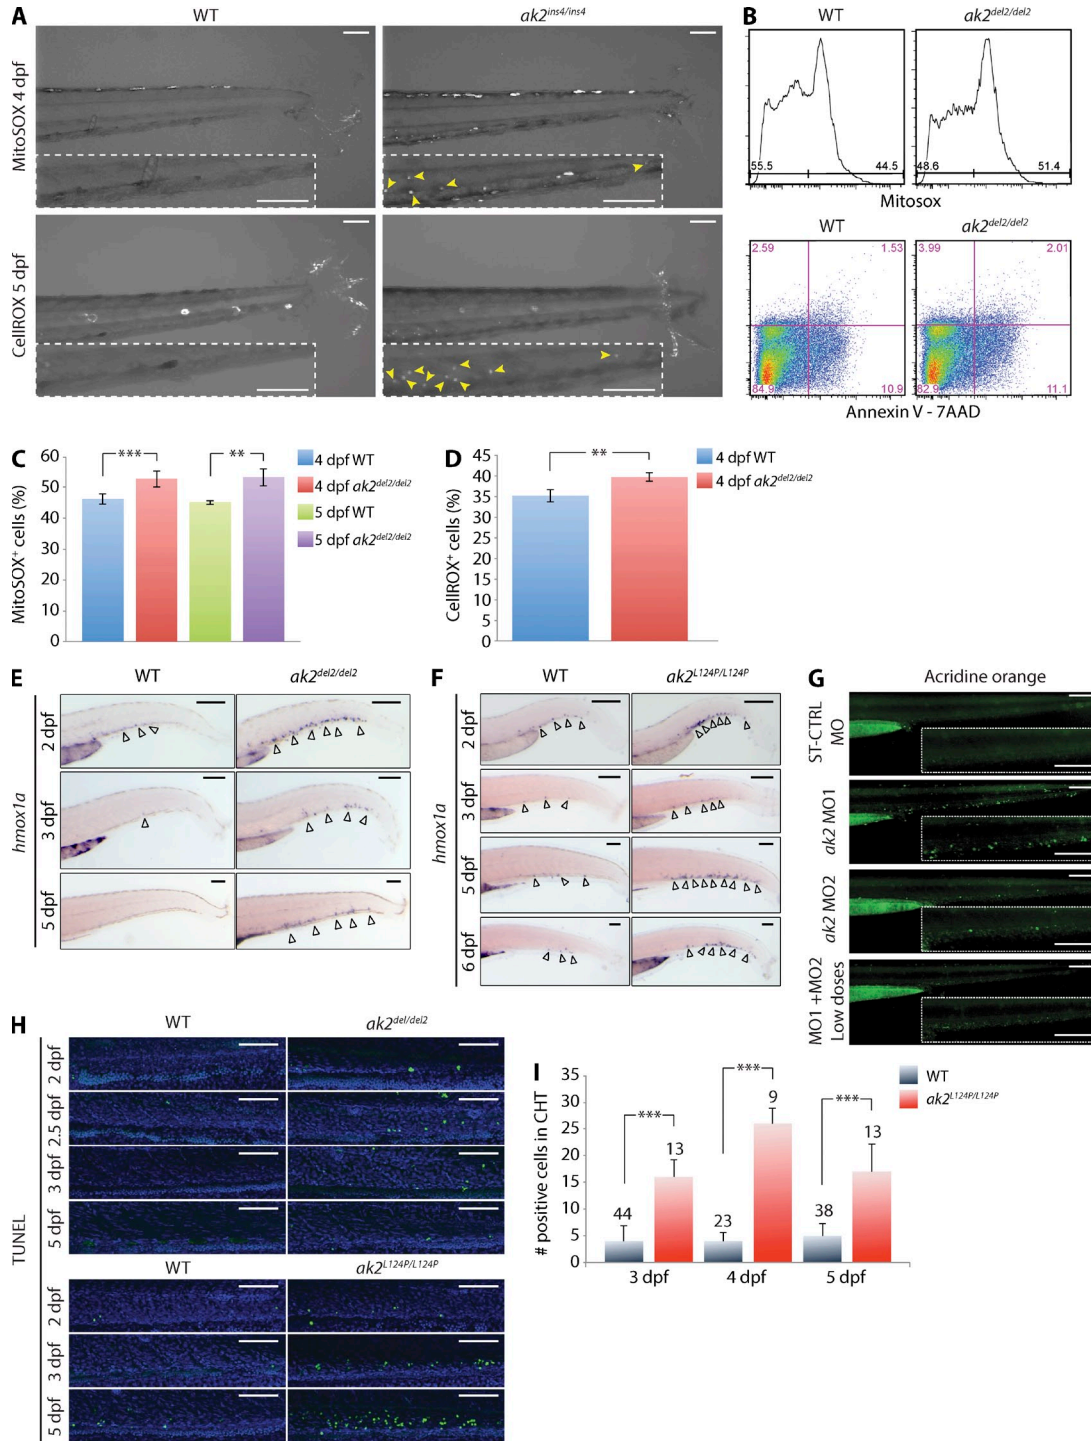 A
WT
ak2ins4/ins4
MitoSOX 4 dpf
CellROX 5 dpf
B
WT
ak2del2/del2
55.5
44.5
48.6
51.4
Mitosox
WT
ak2del2/del2
2.59
1.53
3.99
2.01
84.9
10.9
82.9
11.1
Annexin V - 7AAD
C
MitoSOX+ cells (%)
60
50
40
30
20
10
0
***
**
4 dpf WT
4 dpf ak2del2/del2
5 dpf WT
5 dpf ak2del2/del2
D
CellROX+ cells (%)
45
40
35
30
25
20
15
10
5
0
**
4 dpf WT
4 dpf ak2del2/del2
E
WT
ak2del2/del2
hmox1a
2 dpf
3 dpf
5 dpf
F
WT
ak2L124P/L124P
hmox1a
2 dpf
3 dpf
5 dpf
6 dpf
G
Acridine orange
ST-CTRL
MO
ak2 MO1
ak2 MO2
MO1 +MO2
Low doses
H
WT
ak2del/del2
TUNEL
2 dpf
2.5 dpf
3 dpf
5 dpf
WT
ak2L124P/L124P
2 dpf
3 dpf
5 dpf
I
# positive cells in CHT
35
30
25
20
15
10
5
0
***
***
***
44
13
23
9
38
13
3 dpf
4 dpf
5 dpf
WT
ak2L124P/L124P